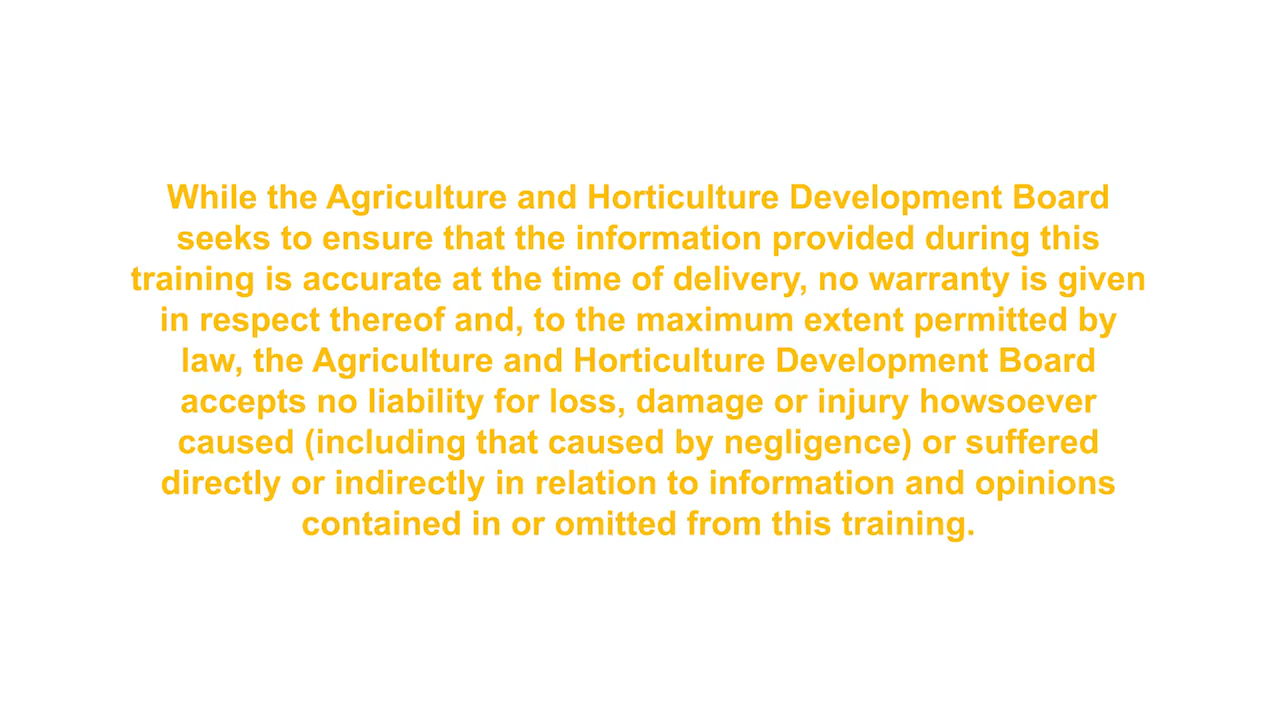 While the Agriculture and Horticulture Development Board
seeks to ensure that the information provided during this
training is accurate at the time of delivery, no warranty is given
in respect thereof and, to the maximum extent permitted by
law, the Agriculture and Horticulture Development Board
accepts no liability for loss, damage or injury howsoever
caused (including that caused by negligence) or suffered
directly or indirectly in relation to information and opinions
contained in or omitted from this training.